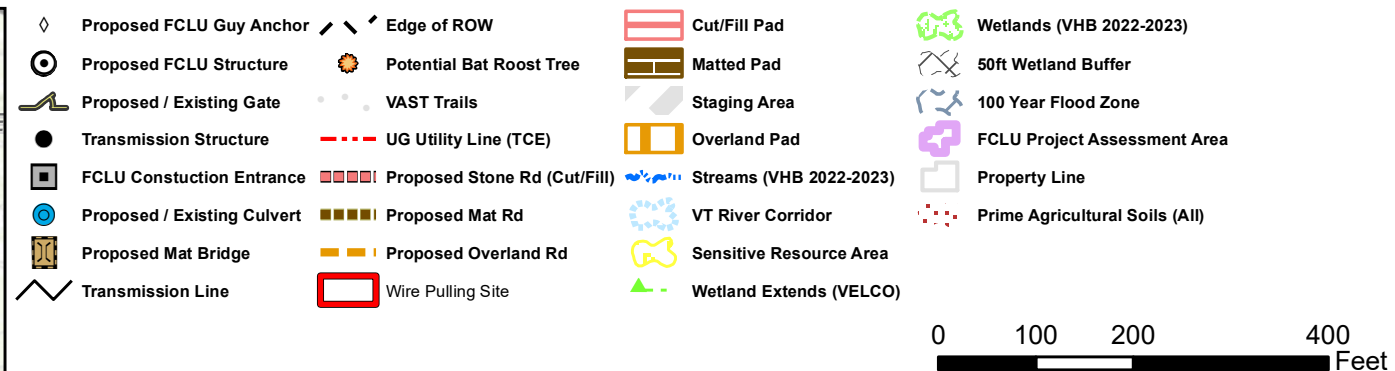 Proposed FCLU Guy Anchor
Proposed FCLU Structure
Proposed / Existing Gate
Transmission Structure
FCLU Constuction Entrance
Proposed / Existing Culvert
Proposed Mat Bridge
Transmission Line
Edge of ROW
Potential Bat Roost Tree
VAST Trails
UG Utility Line (TCE)
Proposed Stone Rd (Cut/Fill)
Proposed Mat Rd
Proposed Overland Rd
Wire Pulling Site
Cut/Fill Pad
Matted Pad
Staging Area
Overland Pad
Streams (VHB 2022-2023)
VT River Corridor
Sensitive Resource Area
Wetland Extends (VELCO)
Wetlands (VHB 2022-2023)
50ft Wetland Buffer
100 Year Flood Zone
FCLU Project Assessment Area
Property Line
Prime Agricultural Soils (All)
0 100 200 400
Feet